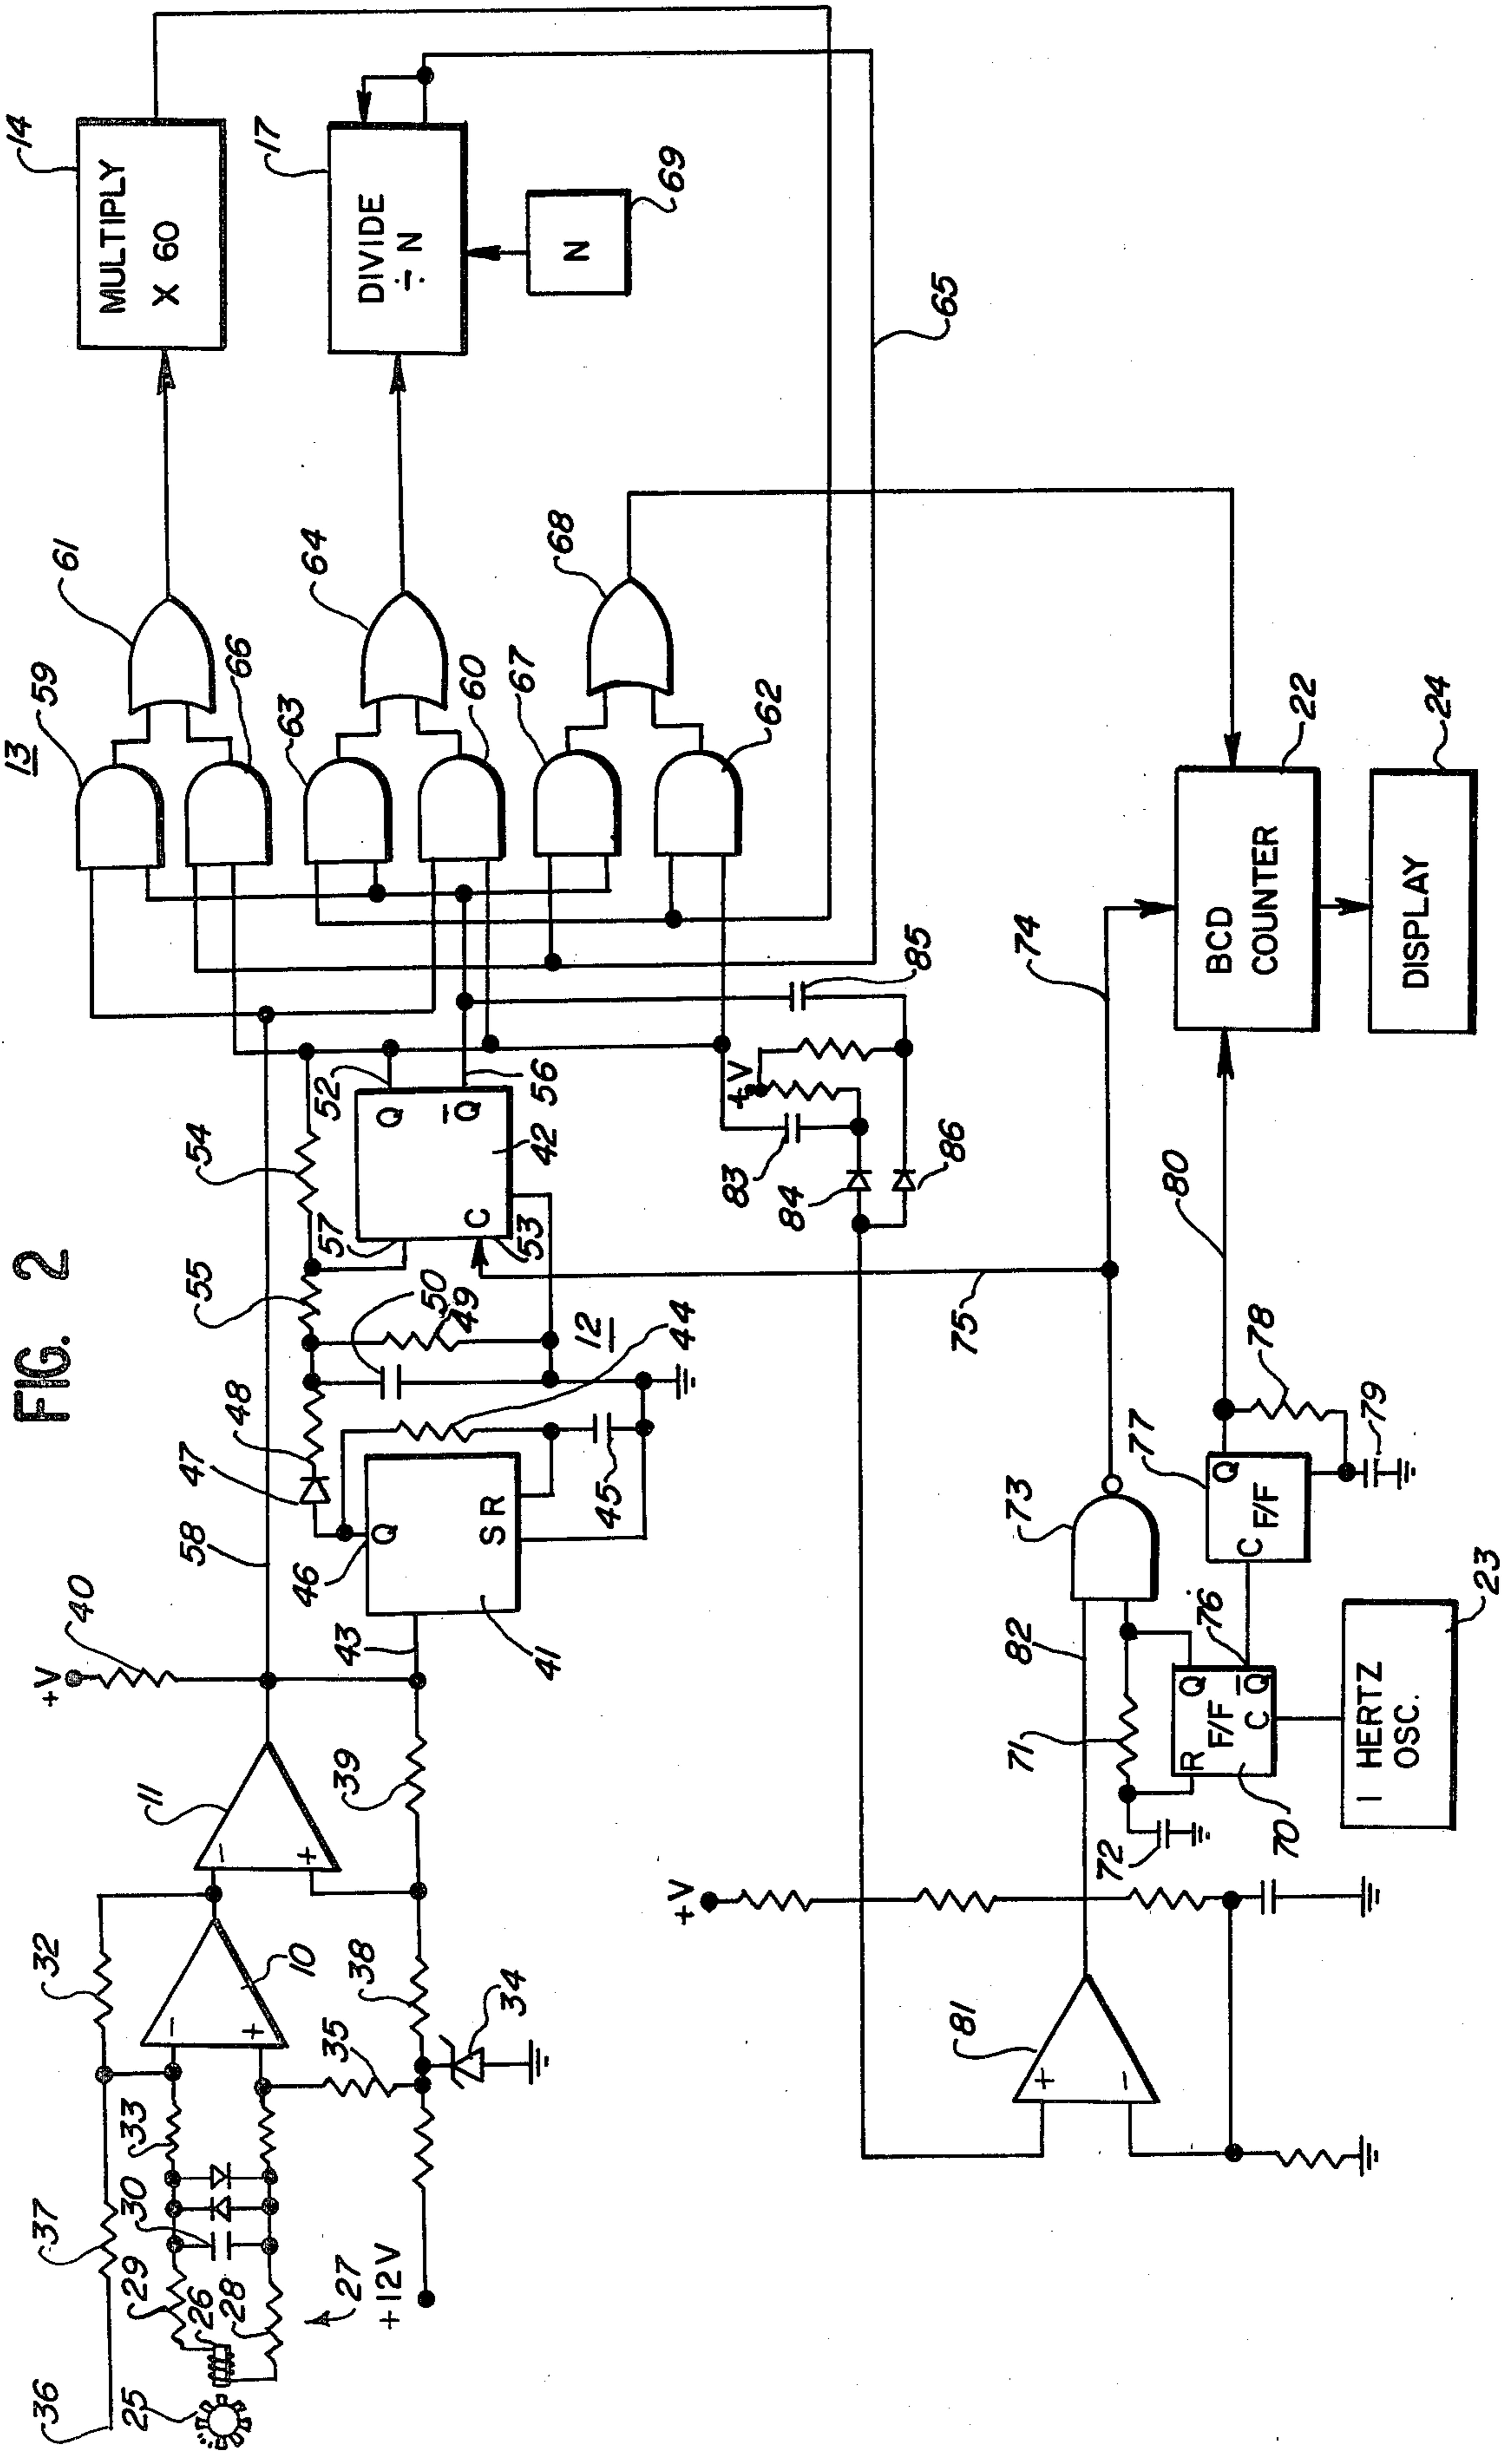 FIG. 2
13
14
MULTIPLY
X 60
17
DIVIDE
÷ N
N
69
65
59
61
66
63
64
60
67
68
62
+V
40
58
11
−
+
32
10
−
+
37
36
33
30
29
26
28
25
27
+12V
35
34
38
39
43
46
Q
S R
41
47
48
44
45
50
49
12
55
54
57
52
Q
Q̄
C
53
42
56
+V
83
84
85
86
75
74
BCD
COUNTER
22
DISPLAY
24
80
78
79
77
Q
C
F/F
73
82
76
71
72
R
Q
F/F
Q̄
C
70
1 HERTZ
OSC.
23
+V
81
+
−